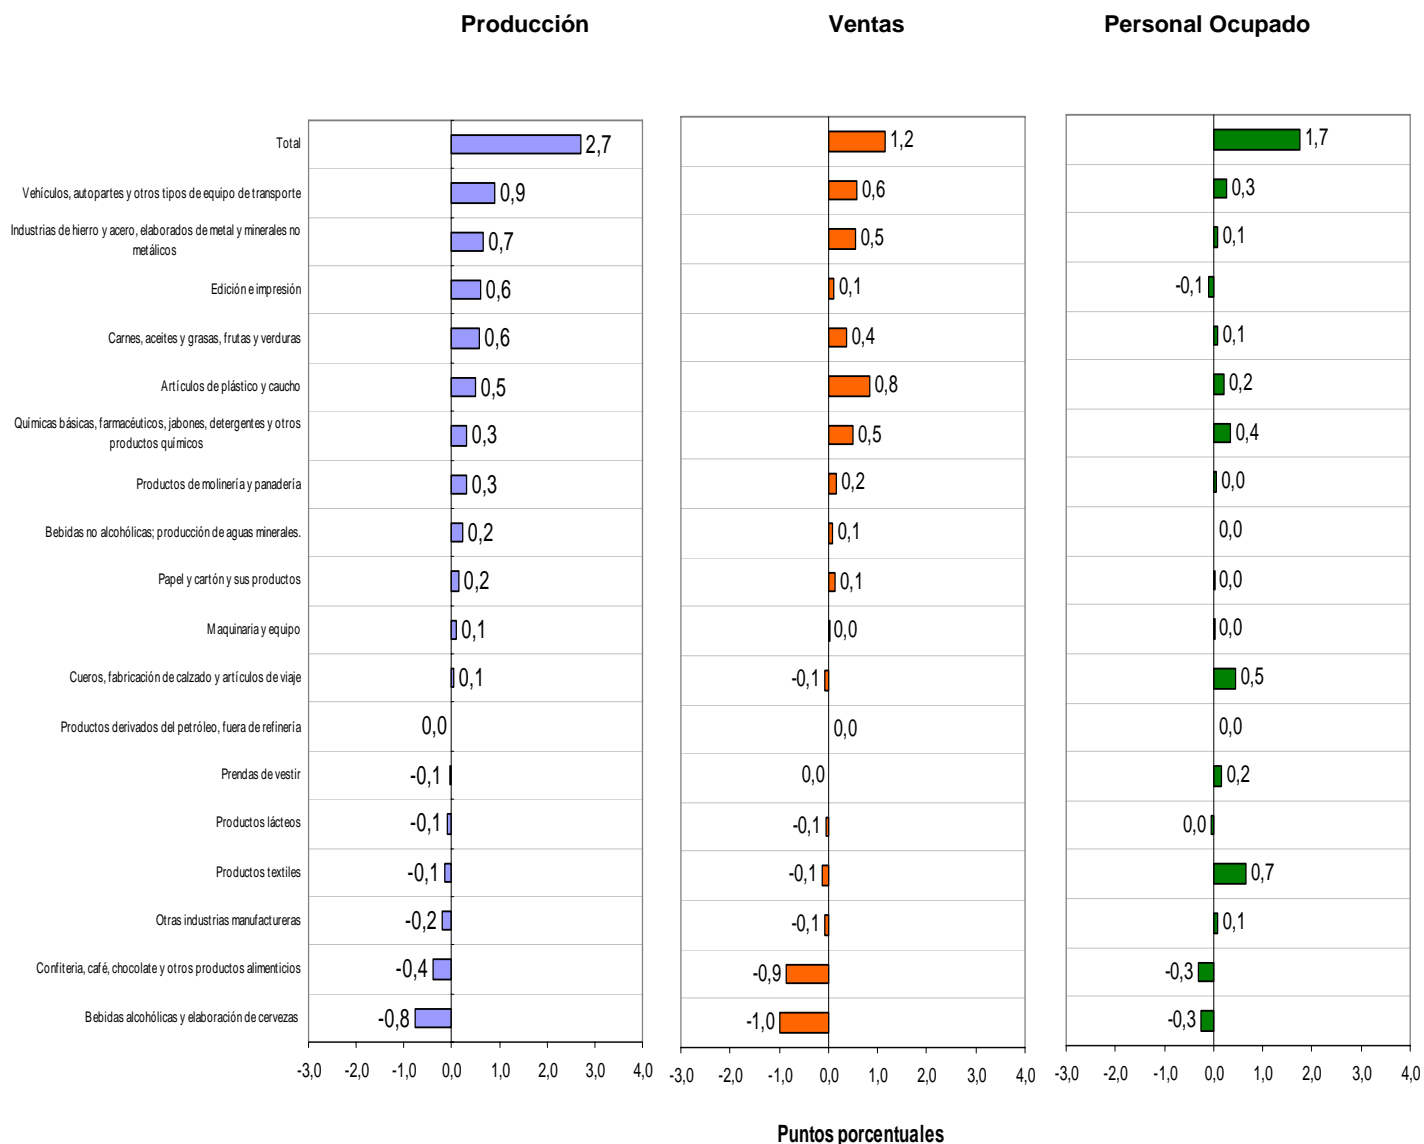 Producción Ventas Personal Ocupado
Total 2,7 1,2 1,7
Vehículos, autopartes y otros tipos de equipo de transporte 0,9 0,6 0,3
Industrias de hierro y acero, elaborados de metal y minerales no
metálicos 0,7 0,5 0,1
Edición e impresión 0,6 0,1 -0,1
Carnes, aceites y grasas, frutas y verduras 0,6 0,4 0,1
Artículos de plástico y caucho 0,5 0,8 0,2
Químicas básicas, farmacéuticos, jabones, detergentes y otros
productos químicos 0,3 0,5 0,4
Productos de molinería y panadería 0,3 0,2 0,0
Bebidas no alcohólicas; producción de aguas minerales. 0,2 0,1 0,0
Papel y cartón y sus productos 0,2 0,1 0,0
Maquinaria y equipo 0,1 0,0 0,0
Cueros, fabricación de calzado y artículos de viaje 0,1 -0,1 0,5
Productos derivados del petróleo, fuera de refinería 0,0 0,0 0,0
Prendas de vestir -0,1 0,0 0,2
Productos lácteos -0,1 -0,1 0,0
Productos textiles -0,1 -0,1 0,7
Otras industrias manufactureras -0,2 -0,1 0,1
Confiteria, café, chocolate y otros productos alimenticios -0,4 -0,9 -0,3
Bebidas alcohólicas y elaboración de cervezas -0,8 -1,0 -0,3
-3,0 -2,0 -1,0 0,0 1,0 2,0 3,0 4,0 -3,0 -2,0 -1,0 0,0 1,0 2,0 3,0 4,0 -3,0 -2,0 -1,0 0,0 1,0 2,0 3,0 4,0
Puntos porcentuales